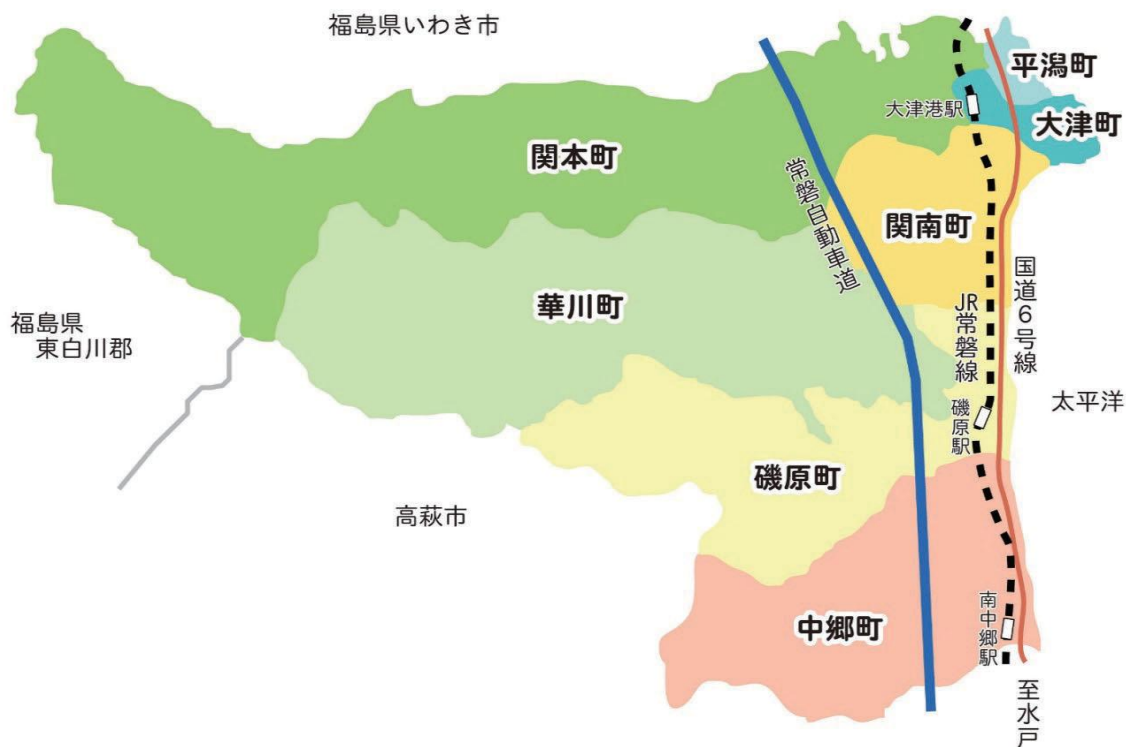 福島県いわき市
平潟町
大津港駅
大津町
関本町
常磐自動車道
関南町
華川町
国道6号線
JR常磐線
福島県
東白川郡
太平洋
磯原駅
磯原町
高萩市
中郷町
南中郷駅
至水戸